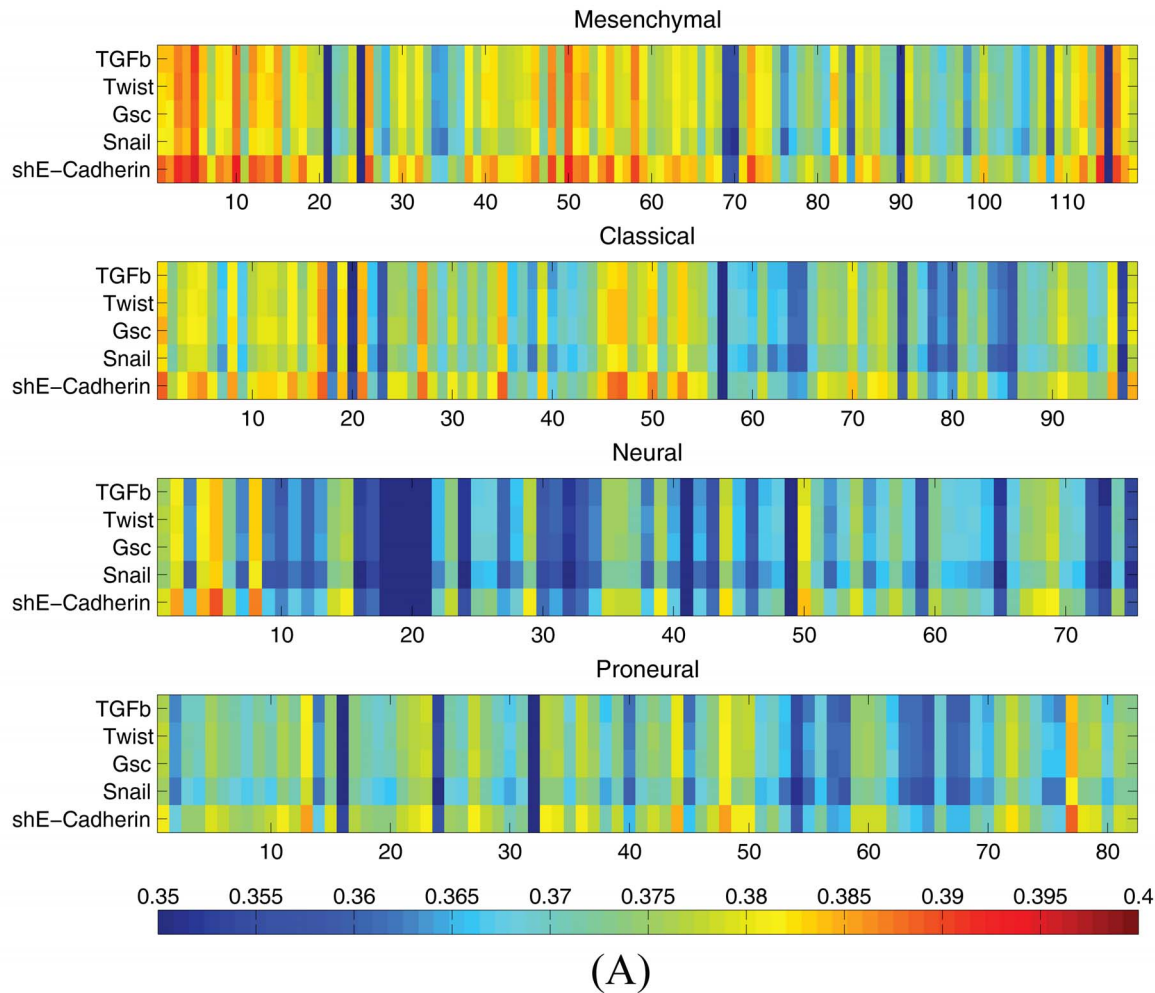 Mesenchymal
TGFb
Twist
Gsc
Snail
shE−Cadherin
10 20 30 40 50 60 70 80 90 100 110
Classical
TGFb
Twist
Gsc
Snail
shE−Cadherin
10 20 30 40 50 60 70 80 90
Neural
TGFb
Twist
Gsc
Snail
shE−Cadherin
10 20 30 40 50 60 70
Proneural
TGFb
Twist
Gsc
Snail
shE−Cadherin
10 20 30 40 50 60 70 80
0.35 0.355 0.36 0.365 0.37 0.375 0.38 0.385 0.39 0.395 0.4
(A)